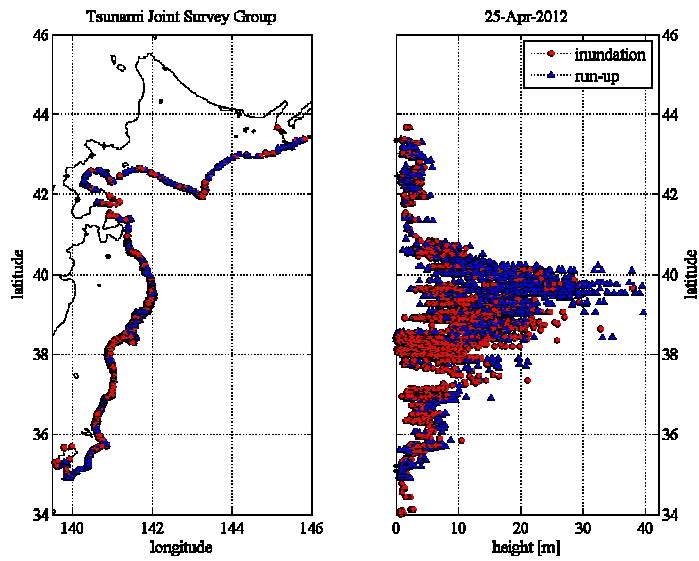 Tsunami Joint Survey Group
46
44
42
40
38
36
34
latitude
140
142
144
146
longitude
25-Apr-2012
inundation
run-up
46
44
42
40
38
36
34
latitude
0
10
20
30
40
height [m]